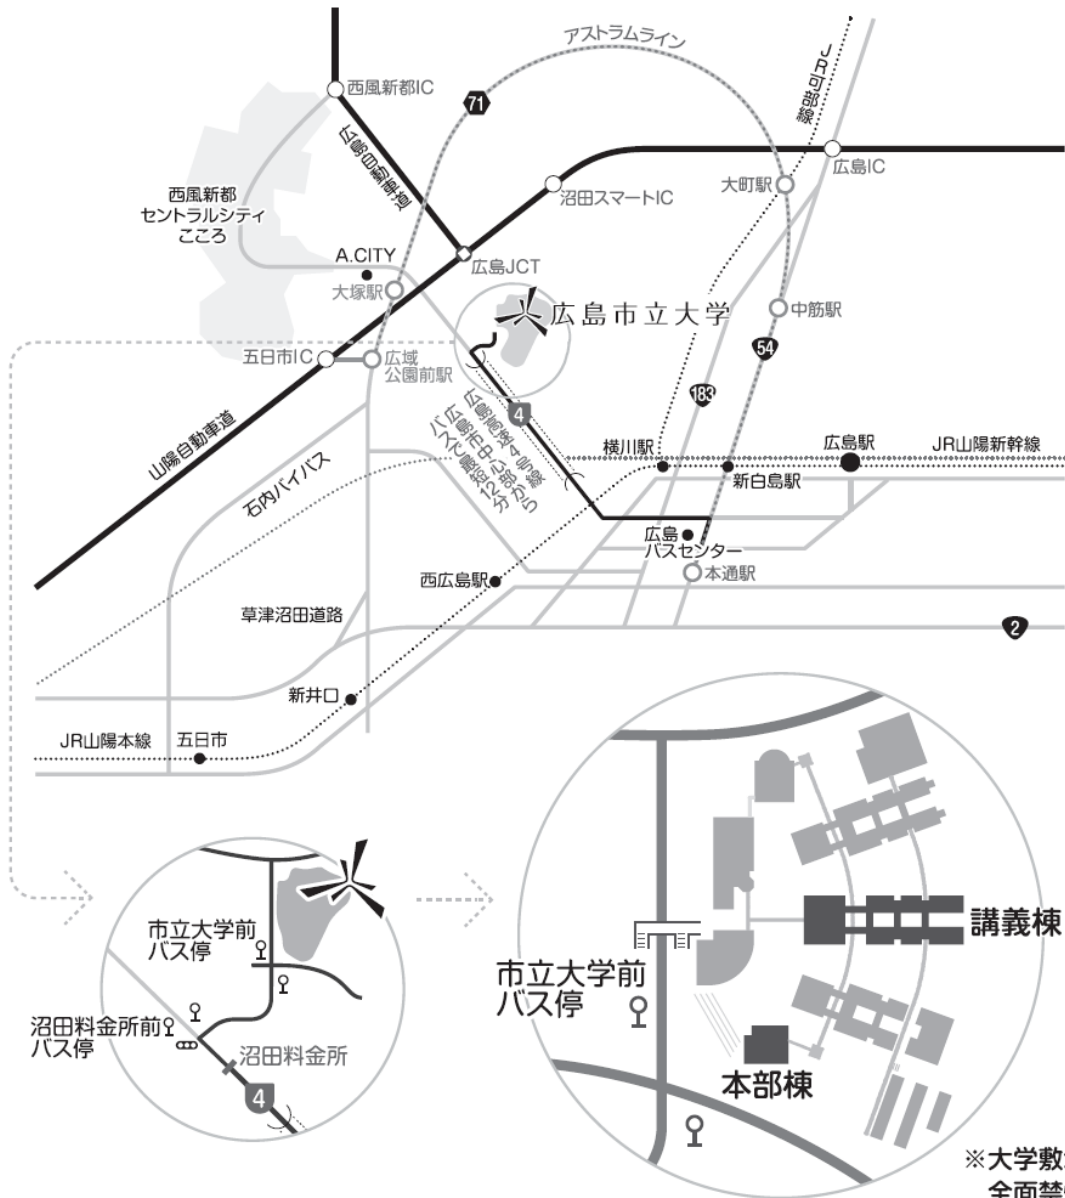 アストラムライン
JR可部線
西風新都IC
71
広島自動車道
広島IC
大町駅
沼田スマートIC
西風新都
セントラルシティ
こころ
A.CITY
広島JCT
大塚駅
広島市立大学
中筋駅
五日市IC
広域
公園前駅
54
183
4
広島高速4号線から
広島市中心部
バスで最短12分
山陽自動車道
石内バイパス
横川駅
広島駅
JR山陽新幹線
新白島駅
広島
バスセンター
西広島駅
本通駅
草津沼田道路
2
新井口
JR山陽本線
五日市
市立大学前
バス停
沼田料金所前
バス停
沼田料金所
4
講義棟
市立大学前
バス停
本部棟
※大学敷
全面禁